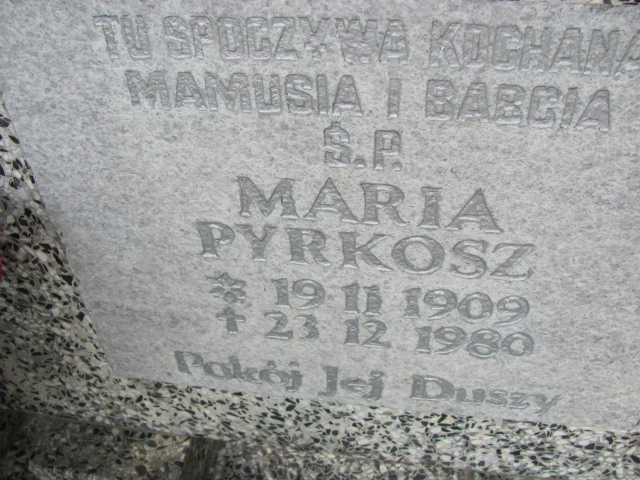 TU SPOCZYWA KOCHANA
MAMUSIA I BABCIA
Ś.P.
MARIA
PYRKOSZ
* 19 11 1909
✝ 23 12 1980
Pokój Jej Duszy